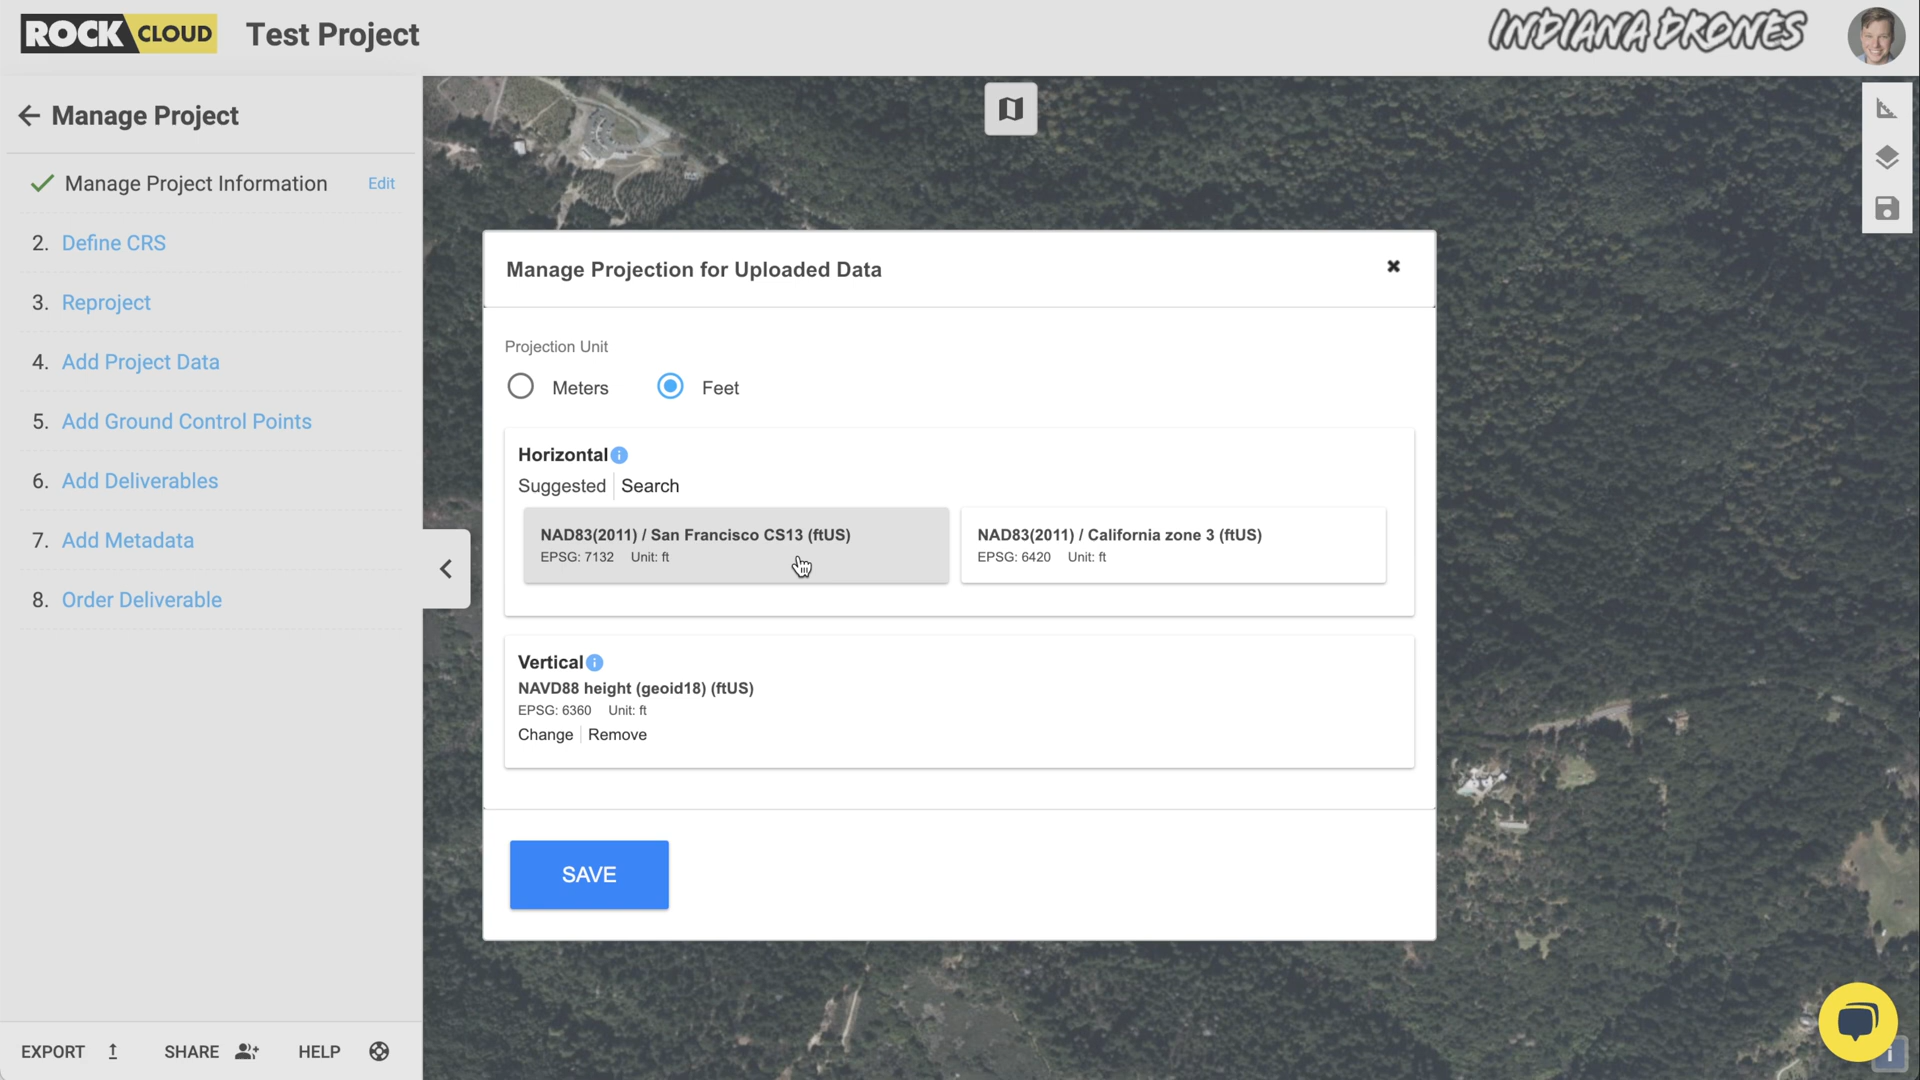 ROCK CLOUD
Test Project
INDIANA DRONES
Manage Project
Manage Project Information Edit
2. Define CRS
3. Reproject
4. Add Project Data
5. Add Ground Control Points
6. Add Deliverables
7. Add Metadata
8. Order Deliverable
EXPORT SHARE HELP
Manage Projection for Uploaded Data
Projection Unit
Meters Feet
Horizontal
Suggested Search
NAD83(2011) / San Francisco CS13 (ftUS)
EPSG: 7132 Unit: ft
NAD83(2011) / California zone 3 (ftUS)
EPSG: 6420 Unit: ft
Vertical
NAVD88 height (geoid18) (ftUS)
EPSG: 6360 Unit: ft
Change Remove
SAVE